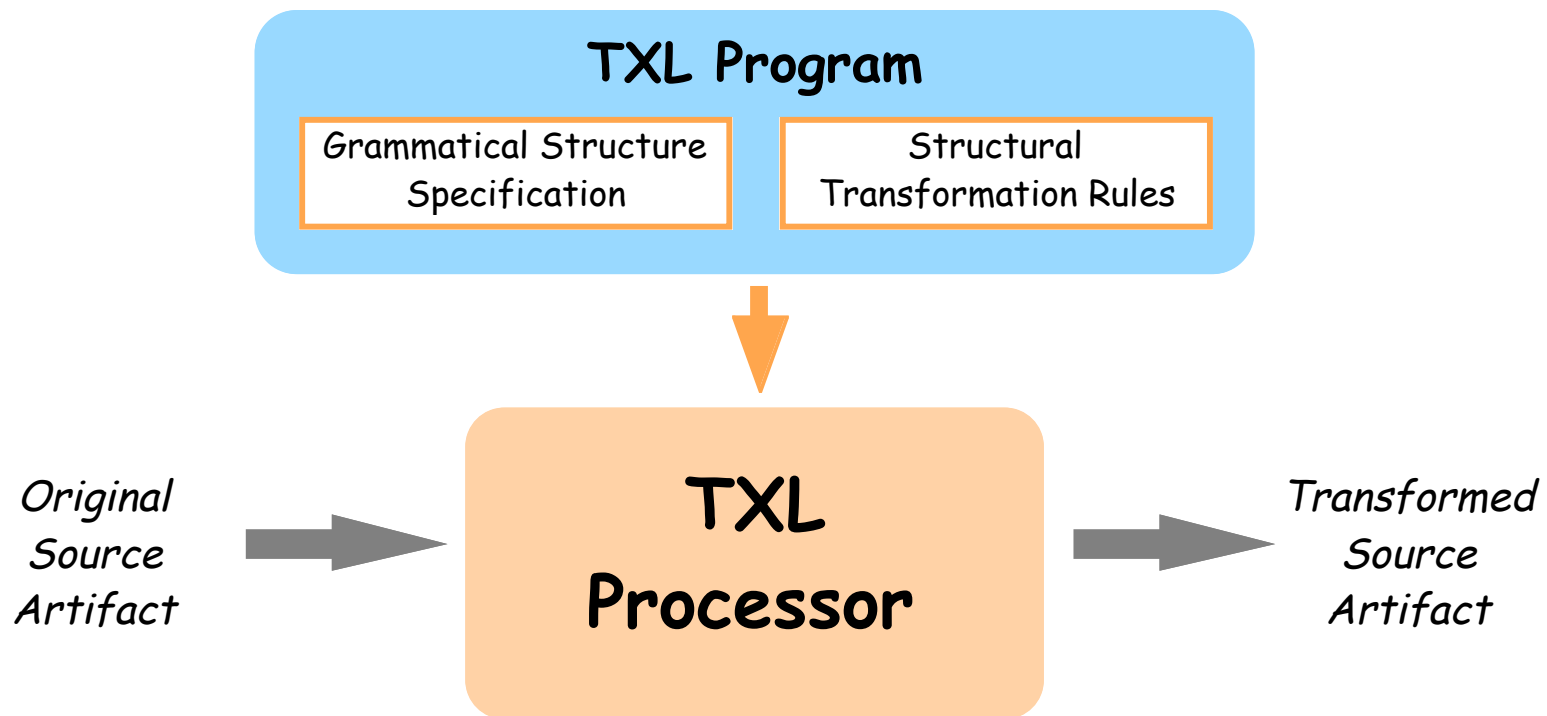 TXL Program
Grammatical Structure
Specification
Structural
Transformation Rules
Original
Source
Artifact
TXL
Processor
Transformed
Source
Artifact